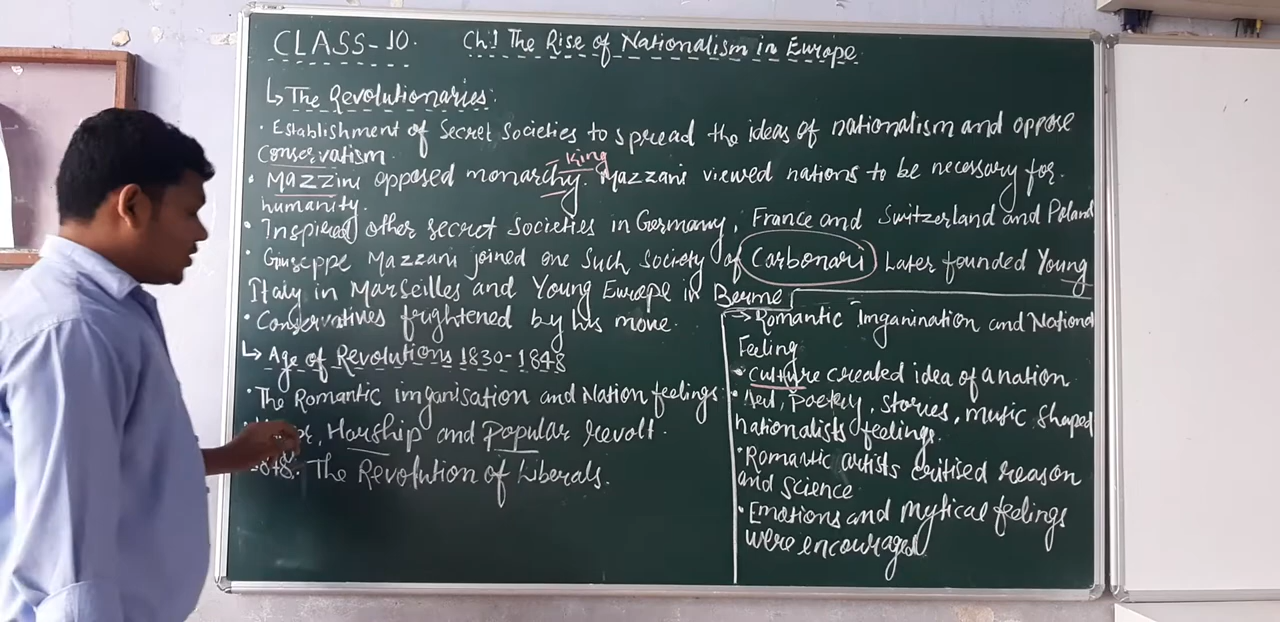 CLASS-10. Ch! The Rise of Nationalism in Europe
↳ The Revolutionaries:
· Establishment of Secret Societies to spread the ideas of nationalism and oppose
Conservatism.
- King
· Mazzini opposed monarchy. Mazzani viewed nations to be necessary for
humanity.
· Inspired other secret societies in Germany, France and Switzerland and Poland
· Giuseppe Mazzani joined one such society of Carbonari Later founded Young
Italy in Marseilles and Young Europe in Berne
· Conservatives frightened by his move.
↳ Age of Revolutions 1830-1848
· The Romantic imganisation and Nation feelings
Harship and Popular revolt.
The Revolution of Liberals.
→ Romantic Imganination and National
Feeling
· Culture created idea of a nation
· Art, Poetry, stories, music shaped
nationalists feelings.
· Romantic artists critised reason
and science
· Emotions and mytical feelings
were encouraged.